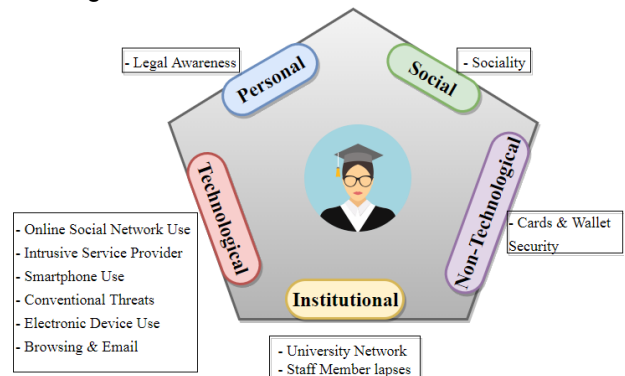 - Legal Awareness
Personal
Social
- Sociality
Technological
Non-Technological
- Online Social Network Use
- Intrusive Service Provider
- Smartphone Use
- Conventional Threats
- Electronic Device Use
- Browsing & Email
- Cards & Wallet
Security
Institutional
- University Network
- Staff Member lapses